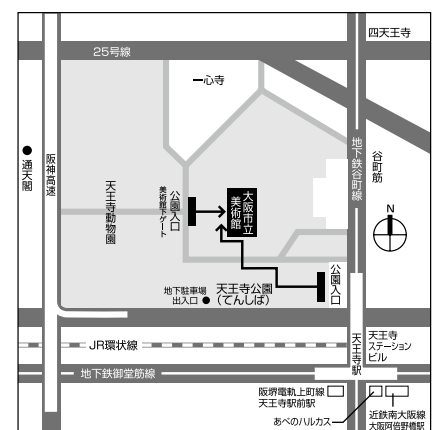 四天王寺
25号線
一心寺
通天閣
阪神高速
天王寺動物園
公園入口
美術館下ゲート
大阪市立
美術館
地下鉄谷町線
谷町筋
N
公園入口
地下駐車場
出入口
天王寺公園
(てんしば)
JR環状線
天王寺駅
天王寺
ステーション
ビル
地下鉄御堂筋線
阪堺電軌上町線
天王寺駅前駅
あべのハルカス
近鉄南大阪線
大阪阿倍野橋駅